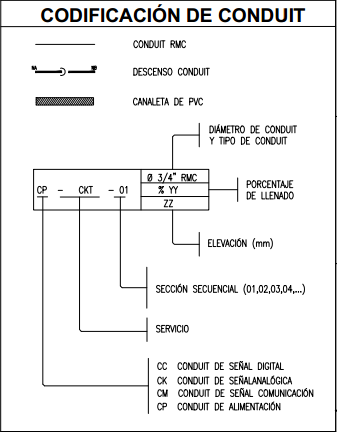 CODIFICACIÓN DE CONDUIT
CONDUIT RMC
DESCENSO CONDUIT
CANALETA DE PVC
DIÁMETRO DE CONDUIT
Y TIPO DE CONDUIT
Ø 3/4" RMC
CP - CKT - 01
% YY
ZZ
PORCENTAJE
DE LLENADO
ELEVACIÓN (mm)
SECCIÓN SECUENCIAL (01,02,03,04,...)
SERVICIO
CC CONDUIT DE SEÑAL DIGITAL
CK CONDUIT DE SEÑALANALÓGICA
CM CONDUIT DE SEÑAL COMUNICACIÓN
CP CONDUIT DE ALIMENTACIÓN